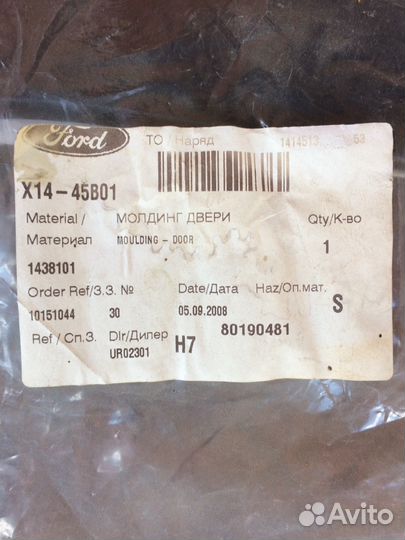 Ford
ТО / Наряд
1414513 53
X14-45B01
Material / МОЛДИНГ ДВЕРИ Qty/К-во
Материал MOULDING - DOOR 1
1438101
Order Ref/З.З. № Date/Дата Haz/Оп.мат.
10151044 30 05.09.2008 S
Ref / Сп.З. Dlr/Дилер H7 80190481
UR02301
Avito